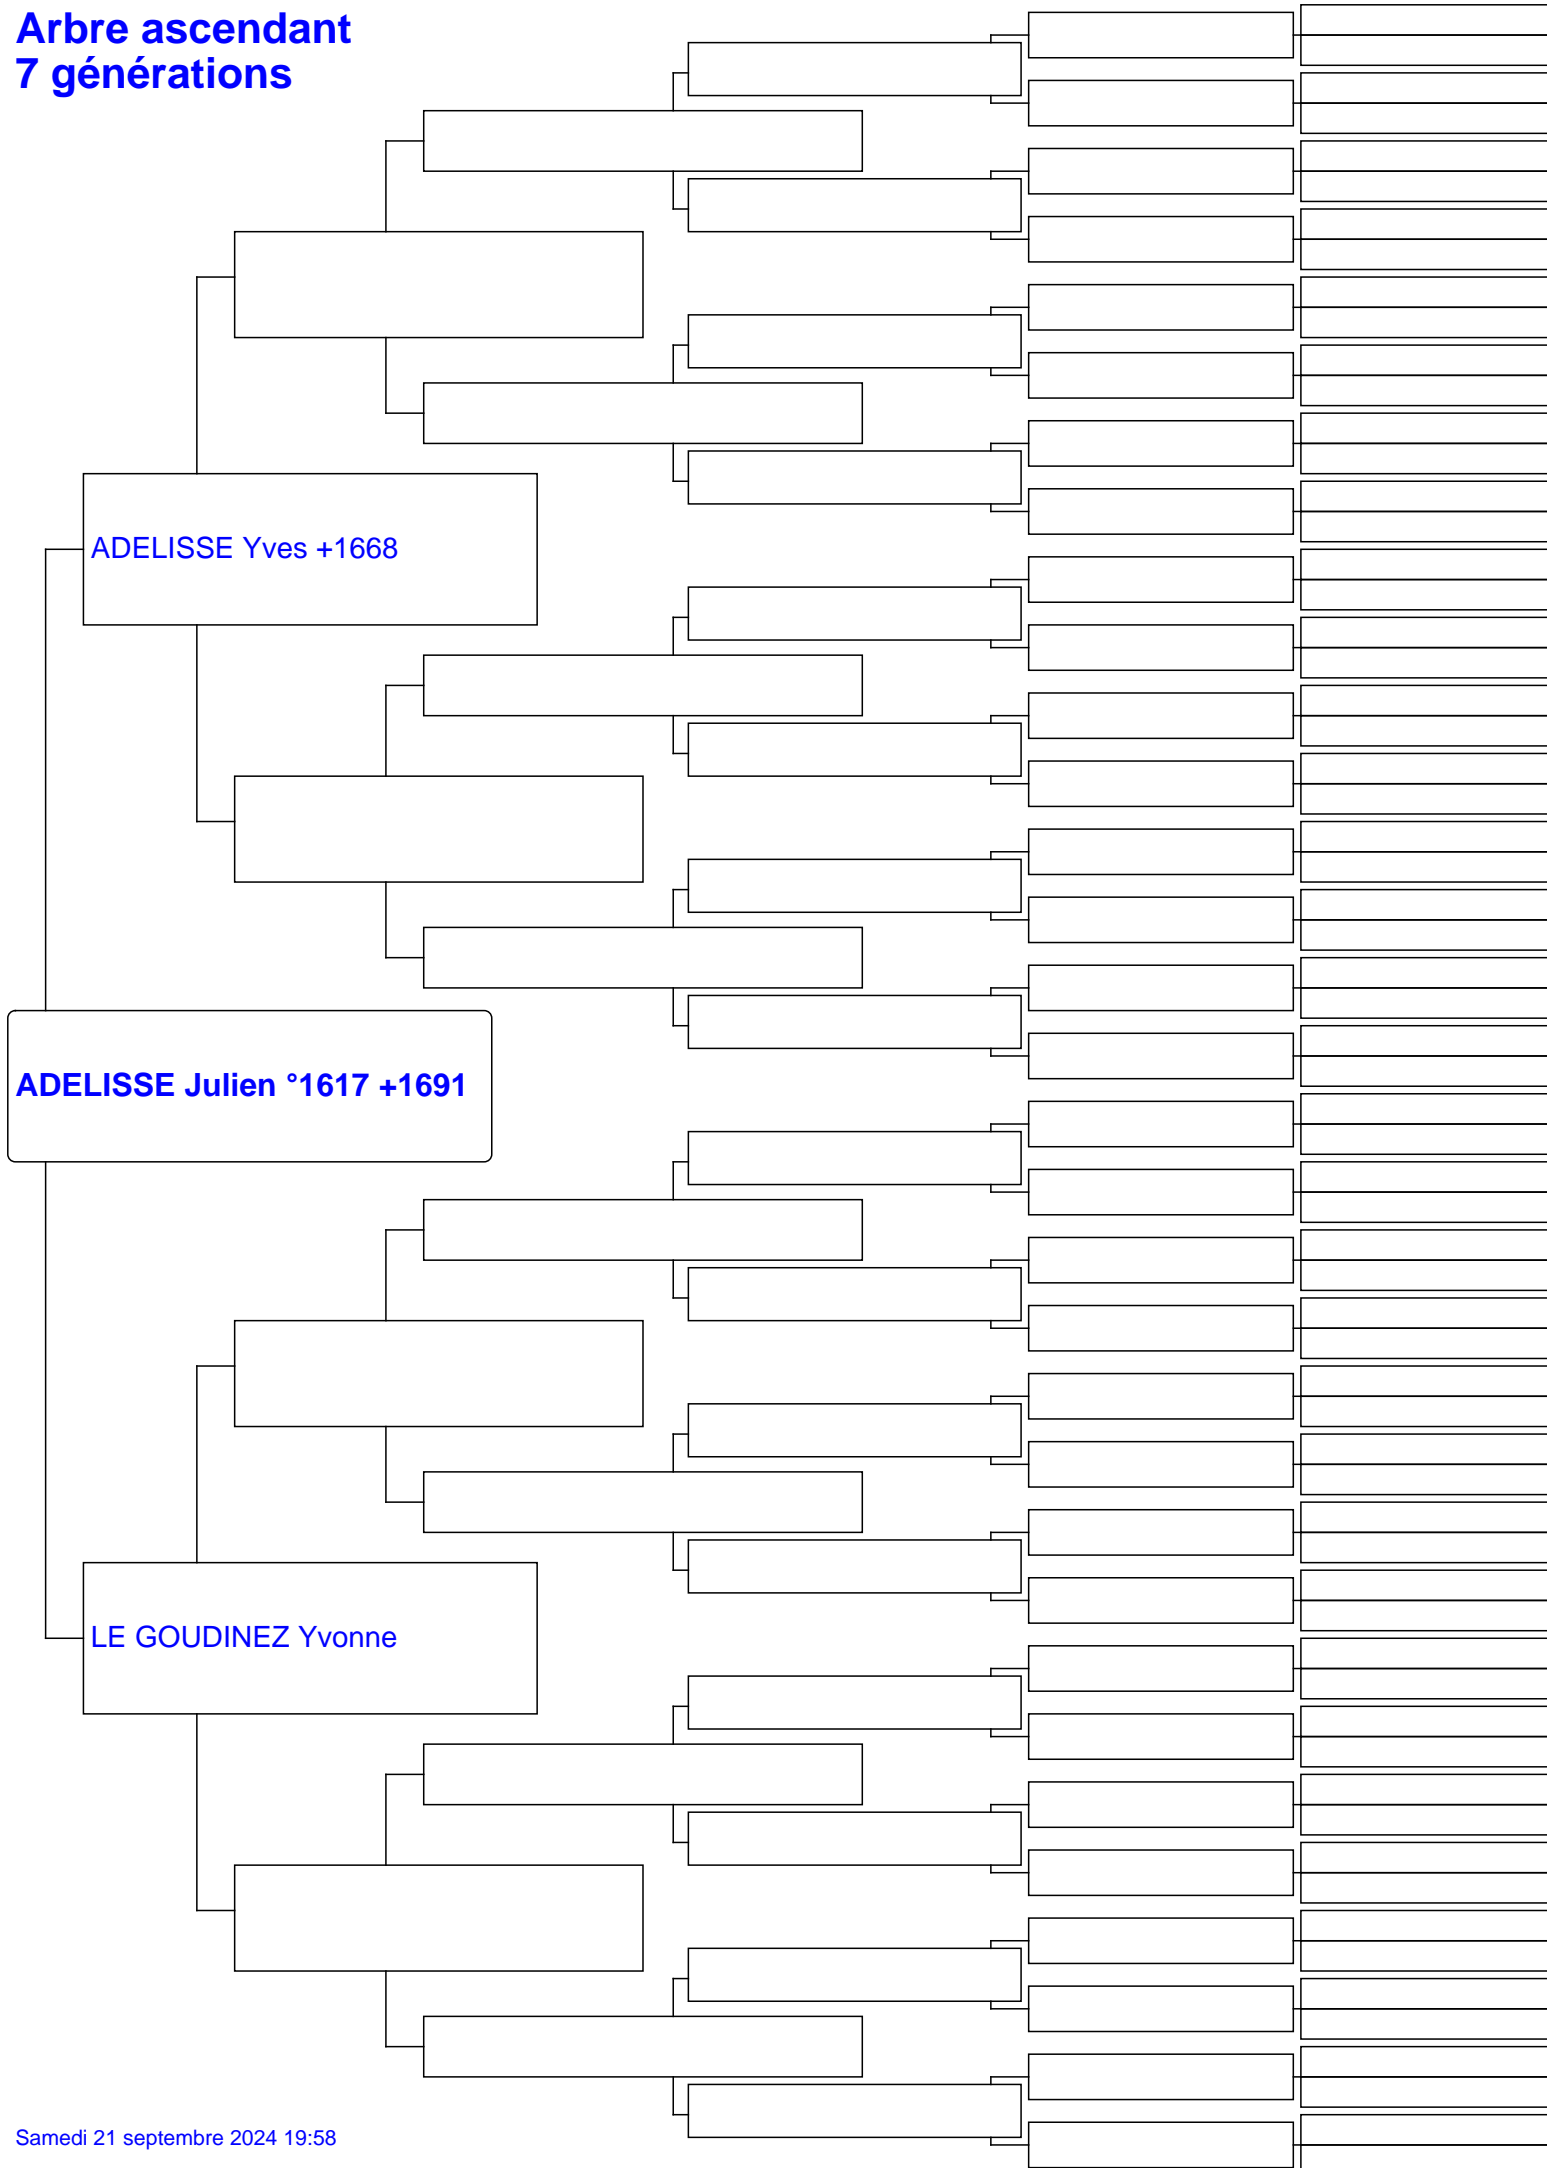 Arbre ascendant
7 générations
ADELISSE Yves +1668
ADELISSE Julien °1617 +1691
LE GOUDINEZ Yvonne
Samedi 21 septembre 2024 19:58